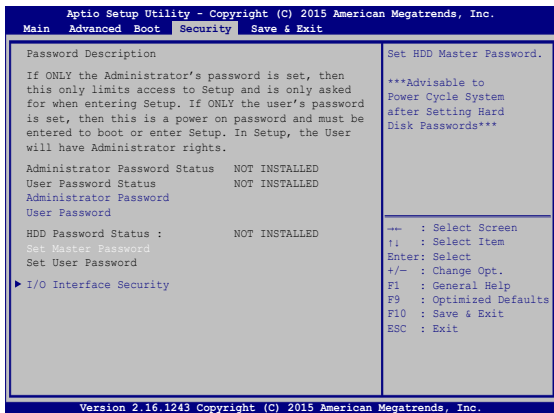 Aptio Setup Utility - Copyright (C) 2015 American Megatrends, Inc.
Main Advanced Boot Security Save & Exit
Password Description
If ONLY the Administrator's password is set, then
this only limits access to Setup and is only asked
for when entering Setup. If ONLY the user's password
is set, then this is a power on password and must be
entered to boot or enter Setup. In Setup, the User
will have Administrator rights.
Administrator Password Status NOT INSTALLED
User Password Status NOT INSTALLED
Administrator Password
User Password
HDD Password Status : NOT INSTALLED
Set Master Password
Set User Password
I/O Interface Security
Set HDD Master Password.
***Advisable to
Power Cycle System
after Setting Hard
Disk Passwords***
→← : Select Screen
↑↓ : Select Item
Enter: Select
+/— : Change Opt.
F1 : General Help
F9 : Optimized Defaults
F10 : Save & Exit
ESC : Exit
Version 2.16.1243 Copyright (C) 2015 American Megatrends, Inc.